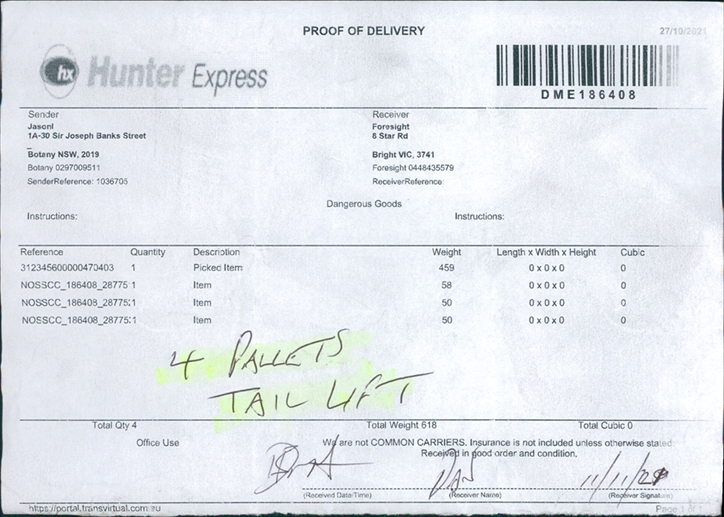 PROOF OF DELIVERY
27/10/2021
hx Hunter Express
DME186408
Sender Receiver
JasonI Foresight
1A-30 Sir Joseph Banks Street 8 Star Rd
Botany NSW, 2019 Bright VIC, 3741
Botany 0297009511 Foresight 0448435579
SenderReference: 1036705 ReceiverReference:
Dangerous Goods
Instructions: Instructions:
Reference Quantity Description Weight Length x Width x Height Cubic
312345600000470403 1 Picked Item 459 0 x 0 x 0 0
NOSSCC_186408_28775 1 Item 58 0 x 0 x 0 0
NOSSCC_186408_28775: 1 Item 50 0 x 0 x 0 0
NOSSCC_186408_28775: 1 Item 50 0 x 0 x 0 0
4 PALLETS
TAIL LIFT
Total Qty 4 Total Weight 618 Total Cubic 0
Office Use We are not COMMON CARRIERS. Insurance is not included unless otherwise stated
Received in good order and condition.
DAN 11/11/21
(Received Date/Time) (Receiver Name) (Receiver Signature)
https://portal.transvirtual.com.au Page 1 of 1